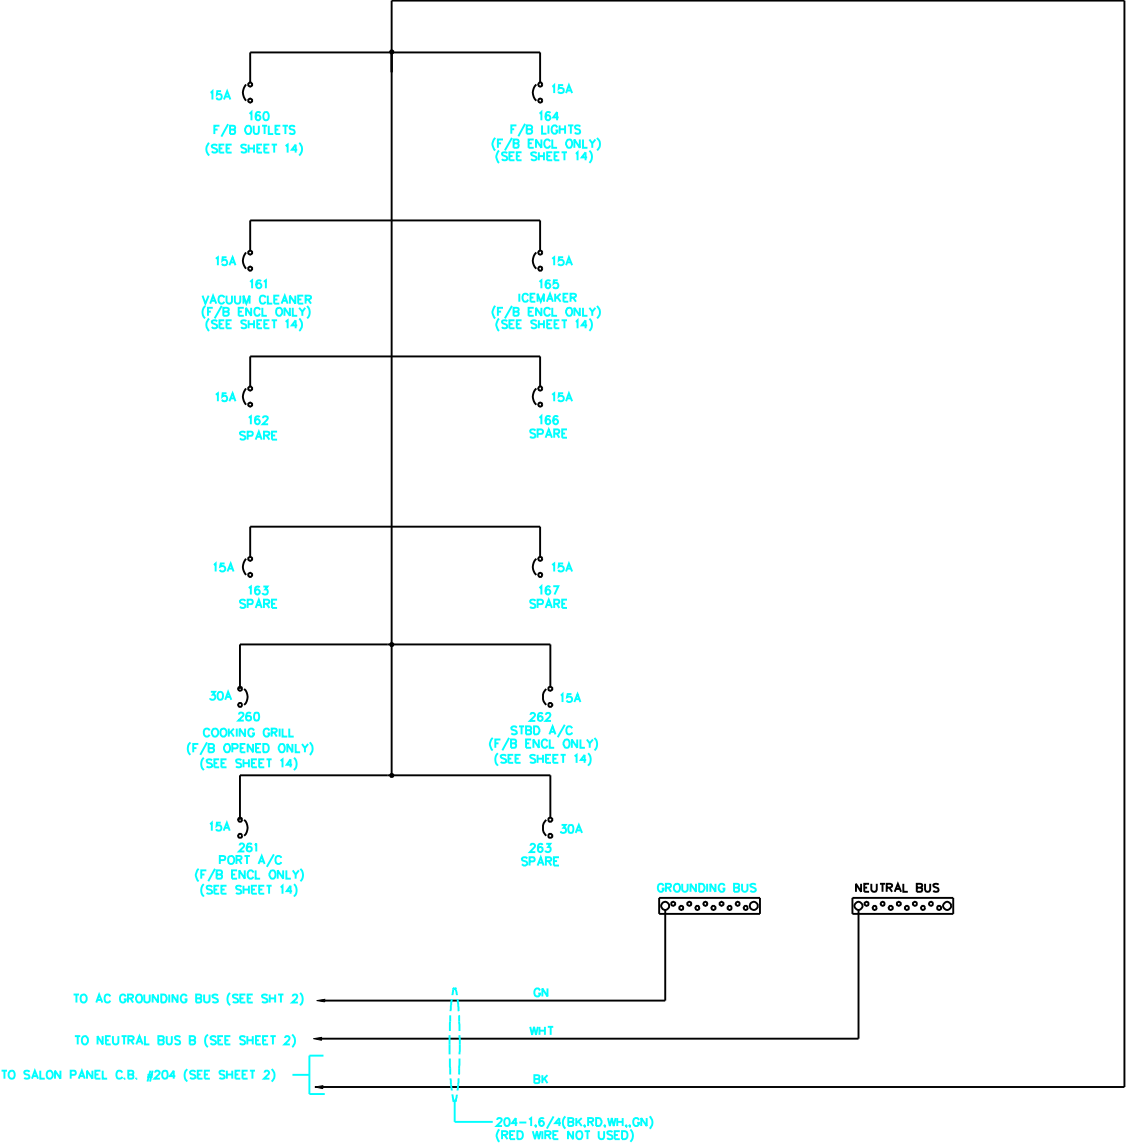 15A
160
F/B OUTLETS
(SEE SHEET 14)
15A
164
F/B LIGHTS
(F/B ENCL ONLY)
(SEE SHEET 14)
15A
161
VACUUM CLEANER
(F/B ENCL ONLY)
(SEE SHEET 14)
15A
165
ICEMAKER
(F/B ENCL ONLY)
(SEE SHEET 14)
15A
162
SPARE
15A
166
SPARE
15A
163
SPARE
15A
167
SPARE
30A
260
COOKING GRILL
(F/B OPENED ONLY)
(SEE SHEET 14)
15A
262
STBD A/C
(F/B ENCL ONLY)
(SEE SHEET 14)
15A
261
PORT A/C
(F/B ENCL ONLY)
(SEE SHEET 14)
30A
263
SPARE
GROUNDING BUS
NEUTRAL BUS
TO AC GROUNDING BUS (SEE SHT 2)
GN
TO NEUTRAL BUS B (SEE SHEET 2)
WHT
TO SALON PANEL C.B. #204 (SEE SHEET 2)
BK
204-1,6/4(BK,RD,WH,,GN)
(RED WIRE NOT USED)